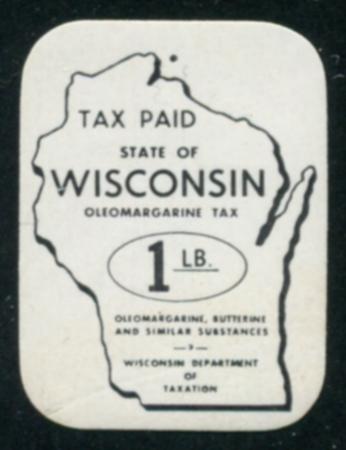 TAX PAID
STATE OF
WISCONSIN
OLEOMARGARINE TAX
1 LB.
OLEOMARGARINE, BUTTERINE
AND SIMILAR SUBSTANCES
WISCONSIN DEPARTMENT
OF
TAXATION